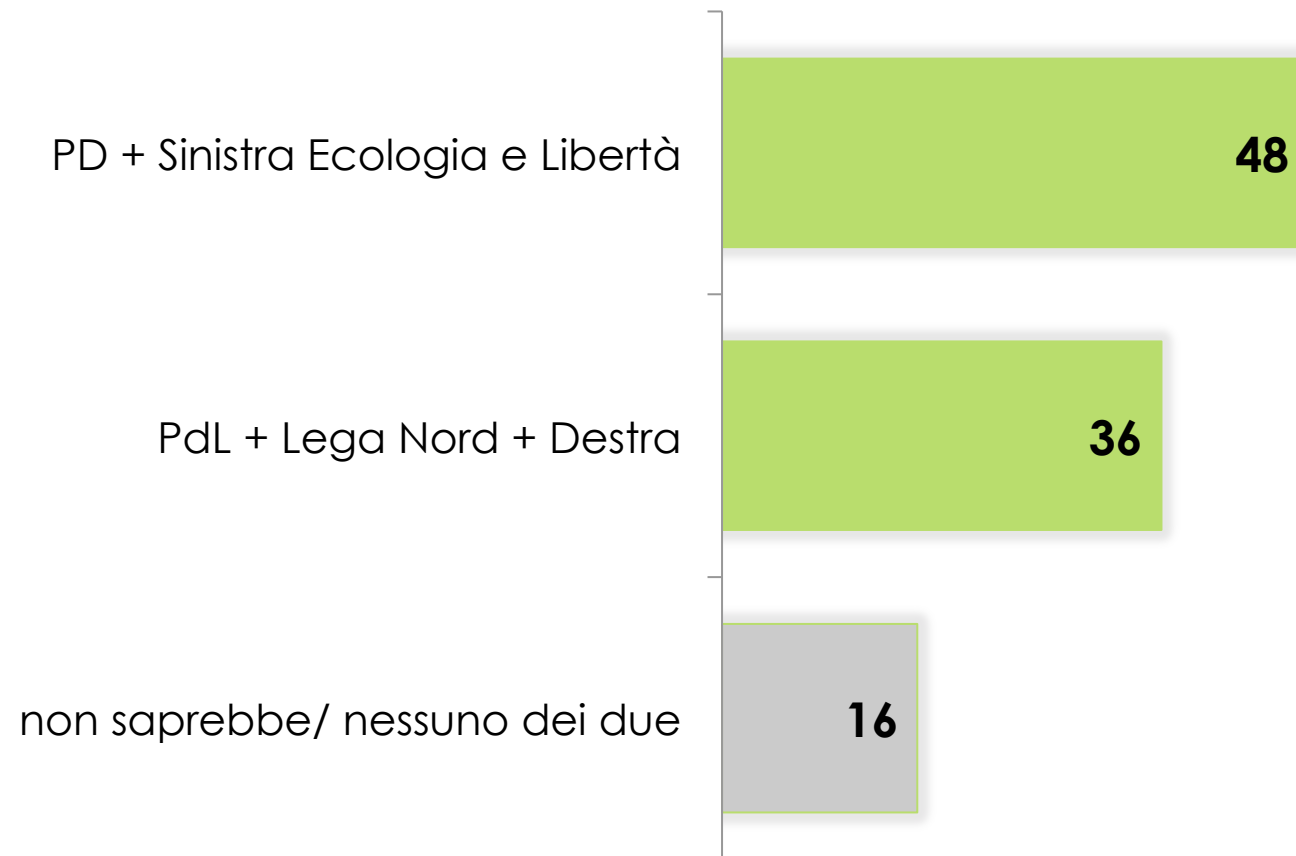 PD + Sinistra Ecologia e Libertà 48
PdL + Lega Nord + Destra 36
non saprebbe/ nessuno dei due 16